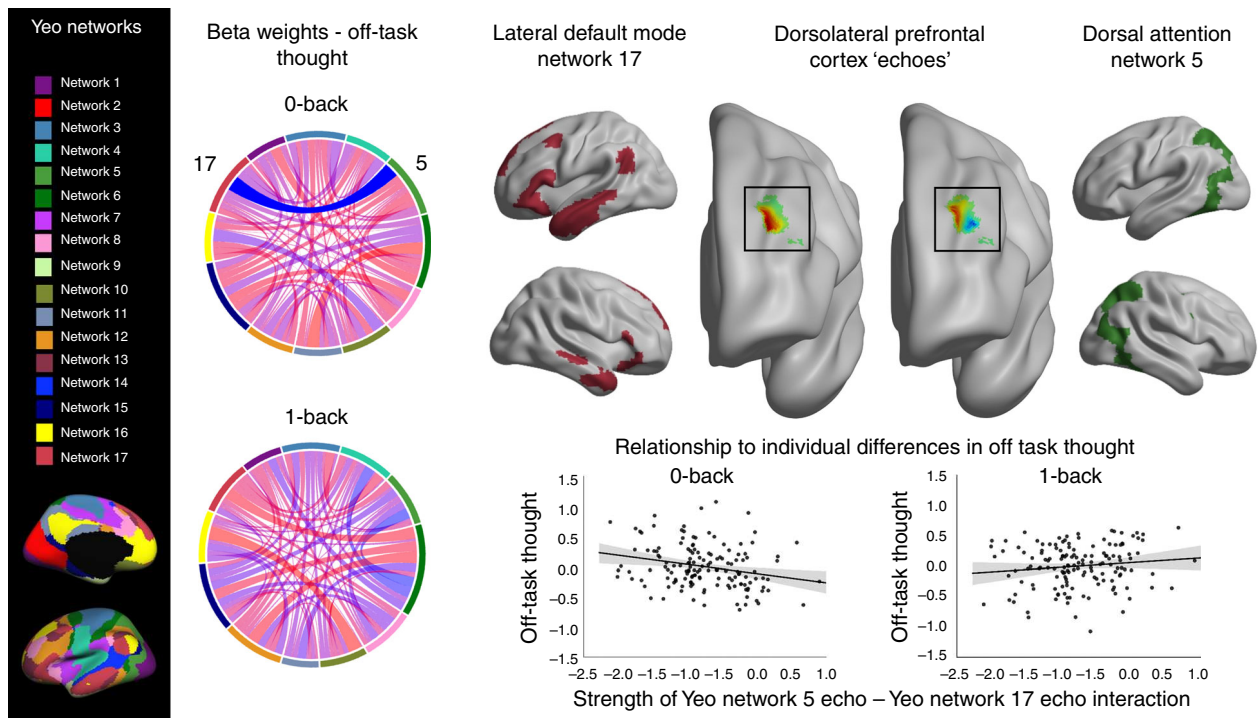 Yeo networks
Network 1
Network 2
Network 3
Network 4
Network 5
Network 6
Network 7
Network 8
Network 9
Network 10
Network 11
Network 12
Network 13
Network 14
Network 15
Network 16
Network 17
Beta weights - off-task
thought
0-back
17
5
1-back
Lateral default mode
network 17
Dorsolateral prefrontal
cortex ‘echoes’
Dorsal attention
network 5
Relationship to individual differences in off task thought
0-back
Off-task thought
1.5
1.0
0.5
0.0
−0.5
−1.0
−1.5
−2.5 −2.0 −1.5 −1.0 −0.5 0.0 0.5 1.0
1-back
Off-task thought
1.5
1.0
0.5
0.0
−0.5
−1.0
−1.5
−2.5 −2.0 −1.5 −1.0 −0.5 0.0 0.5 1.0
Strength of Yeo network 5 echo – Yeo network 17 echo interaction